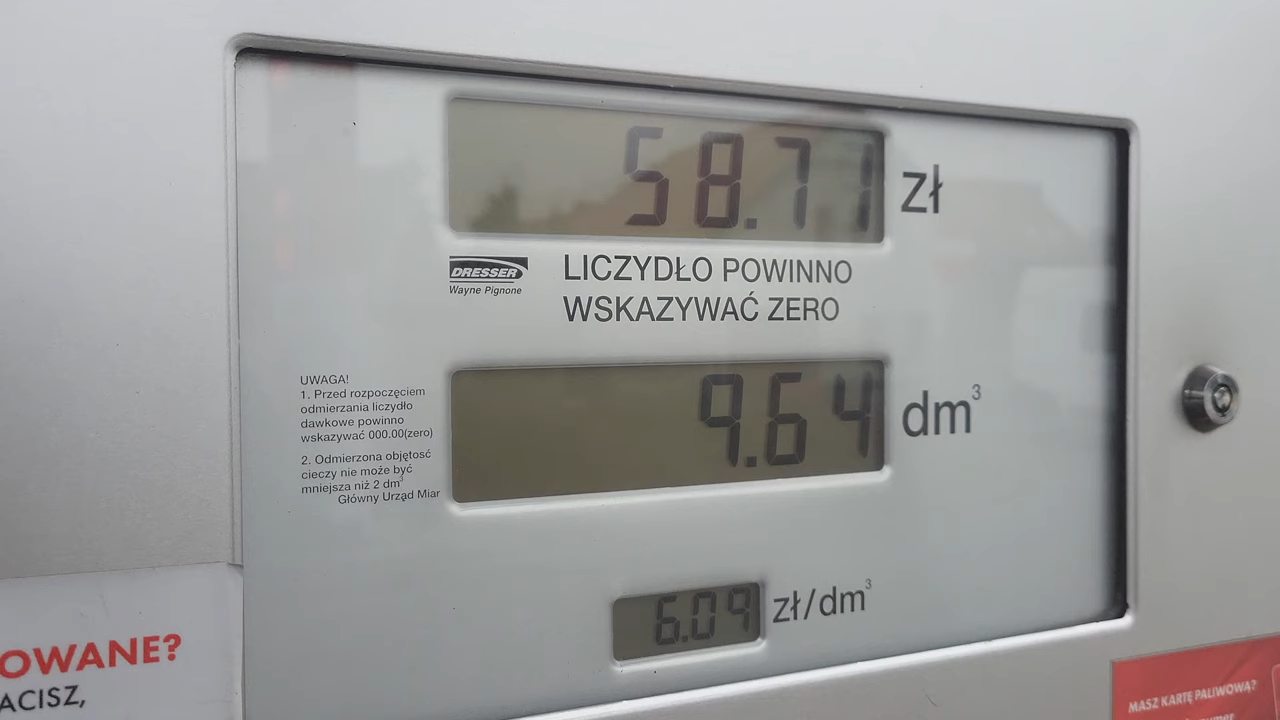 58.71 zł
DRESSER
Wayne Pignone
LICZYDŁO POWINNO
WSKAZYWAĆ ZERO
9.64 dm³
UWAGA!
1. Przed rozpoczęciem
odmierzania liczydło
dawkowe powinno
wskazywać 000.00(zero)
2. Odmierzona objętość
cieczy nie może być
mniejsza niż 2 dm³
Główny Urząd Miar
6.09 zł/dm³
OWANE?
ACISZ,
MASZ KARTĘ PALIWOWĄ?